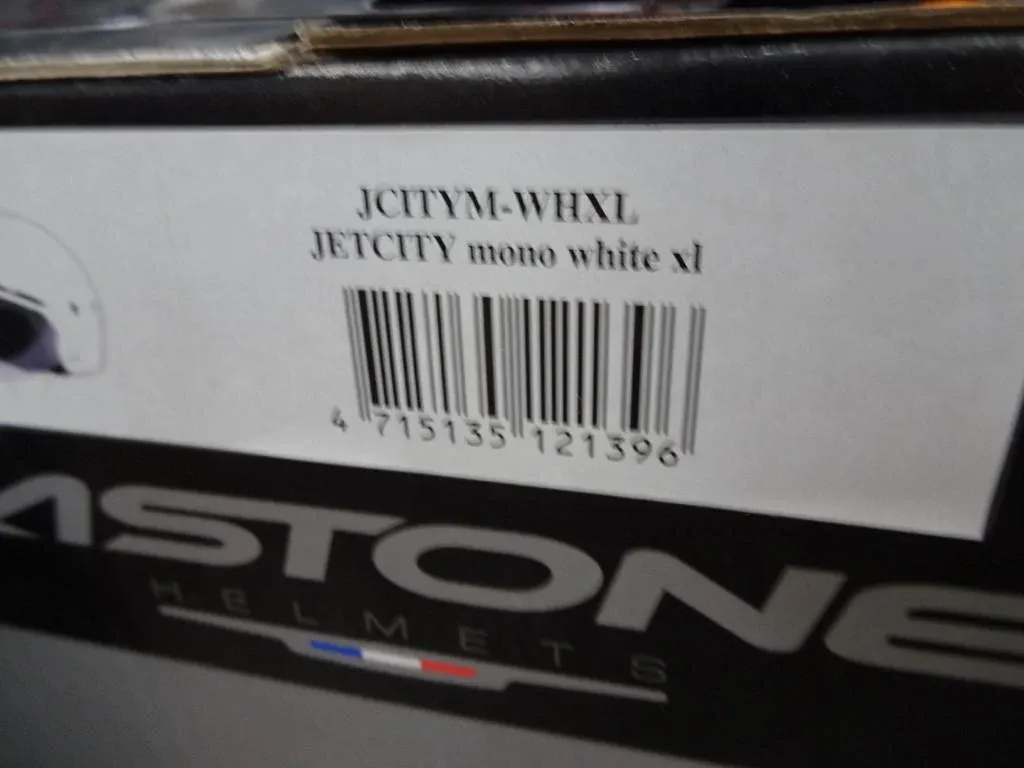 JCITYM-WHXL
JETCITY mono white xl
4 715135 121396
ASTONE
HELMETS